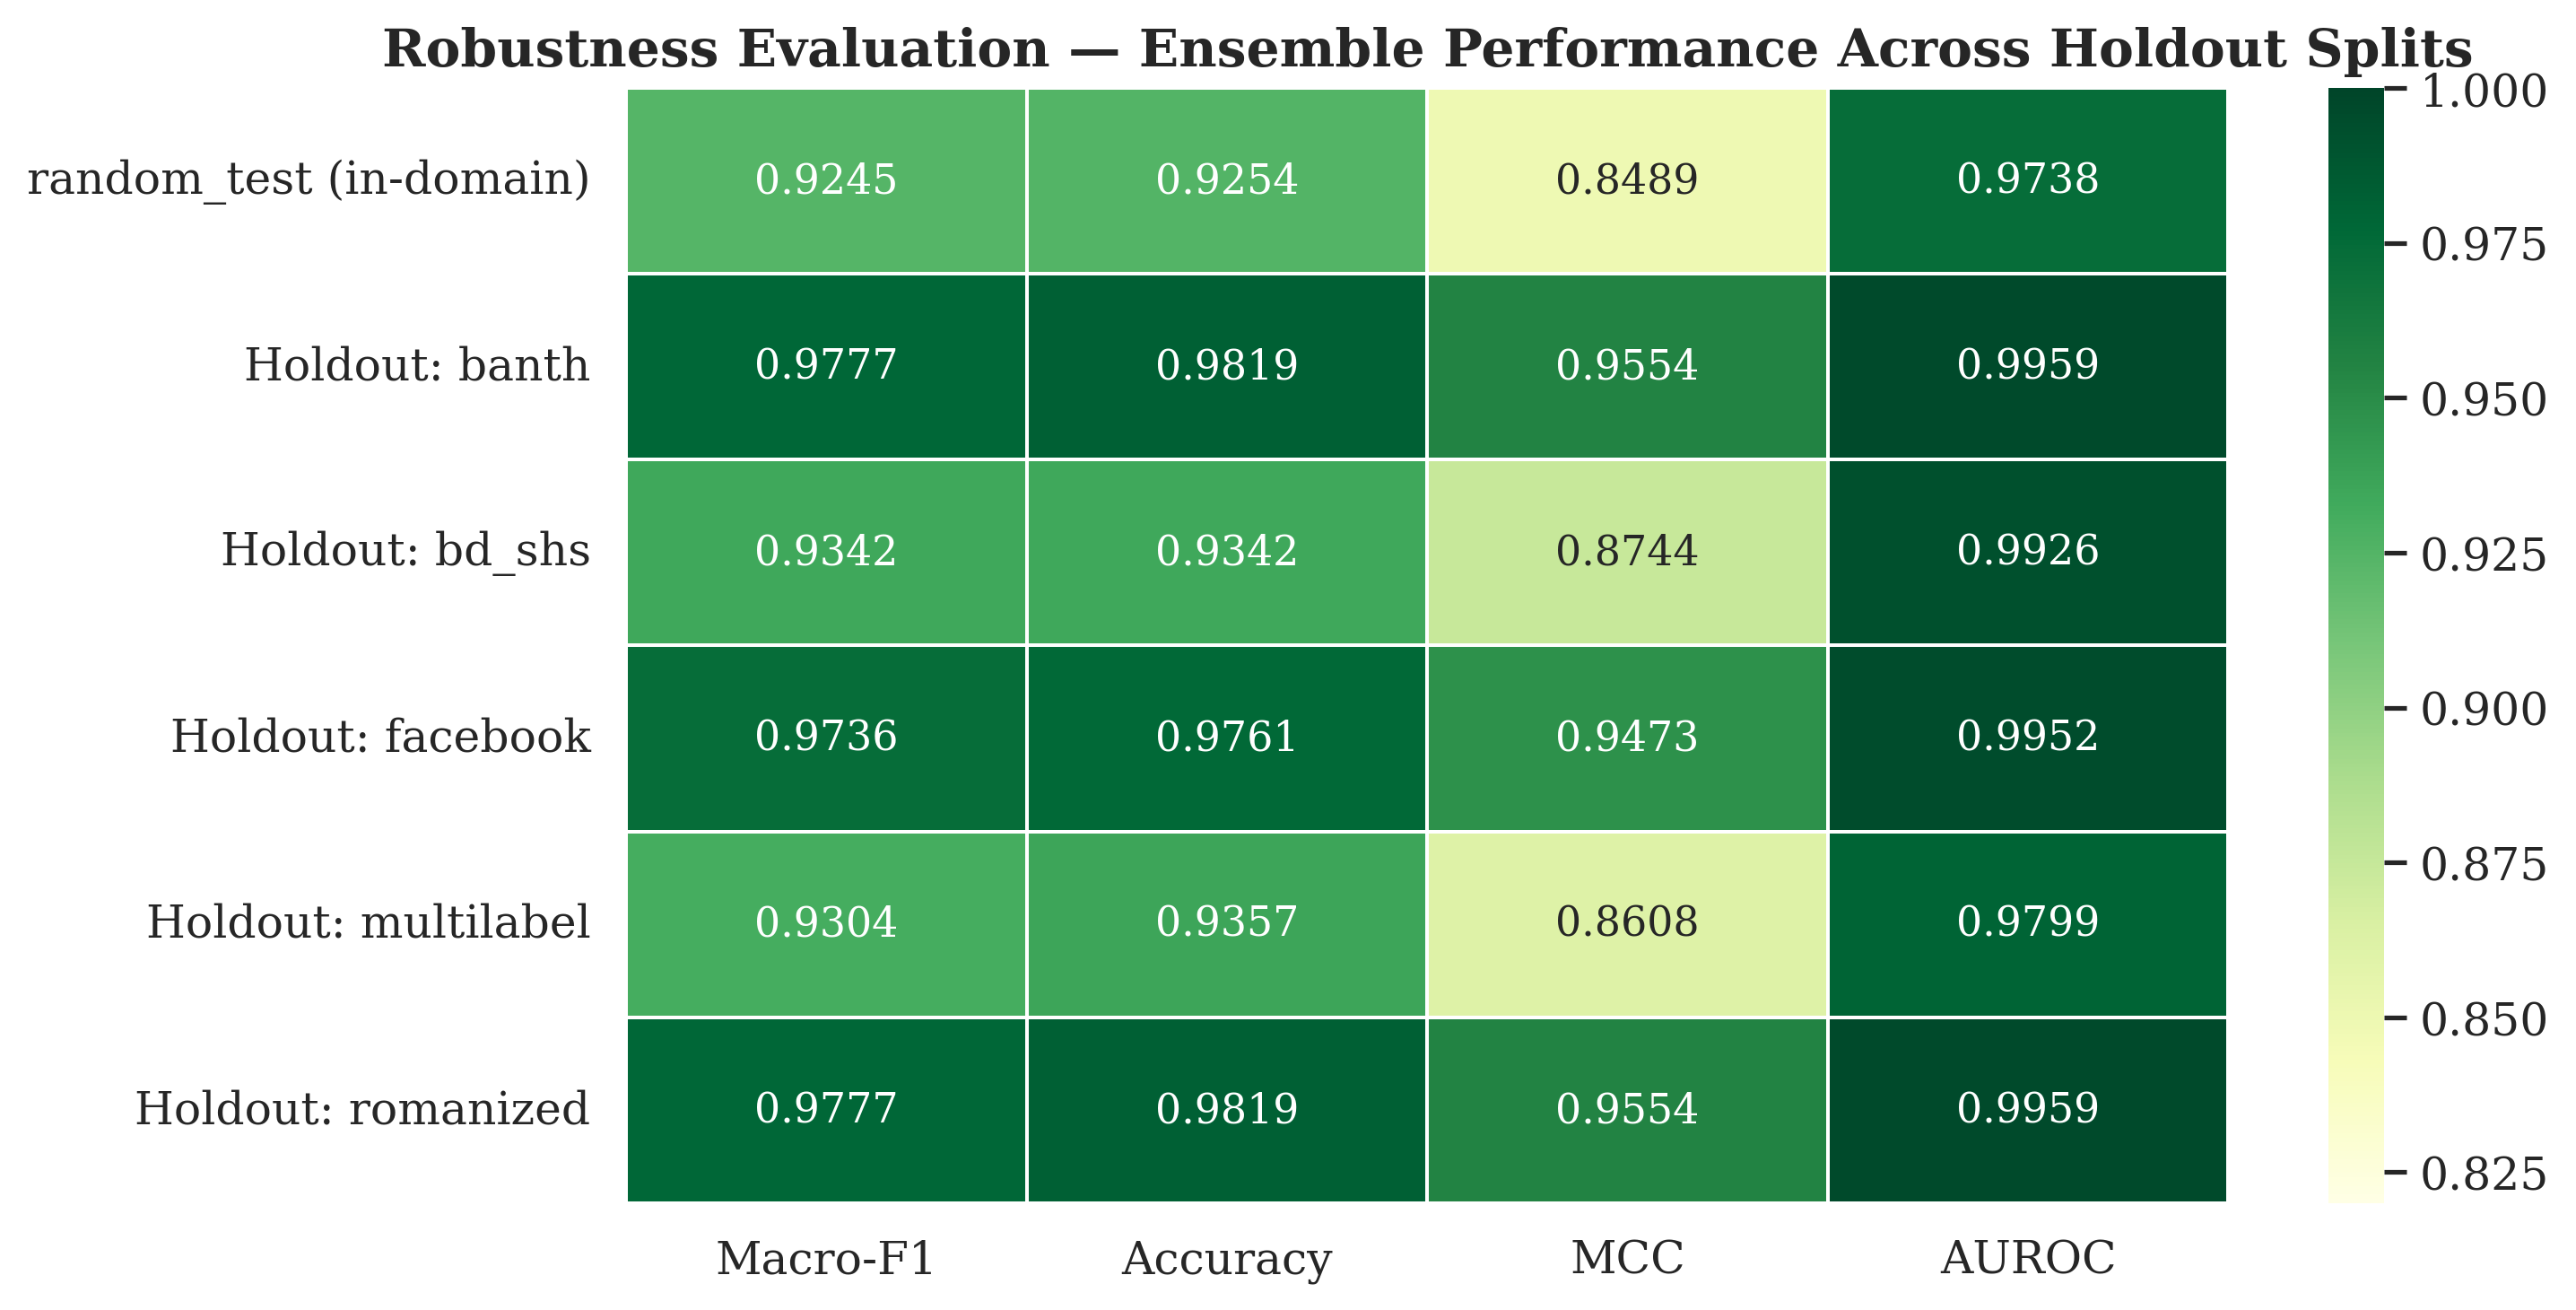 Robustness Evaluation — Ensemble Performance Across Holdout Splits
random_test (in-domain) 0.9245 0.9254 0.8489 0.9738
Holdout: banth 0.9777 0.9819 0.9554 0.9959
Holdout: bd_shs 0.9342 0.9342 0.8744 0.9926
Holdout: facebook 0.9736 0.9761 0.9473 0.9952
Holdout: multilabel 0.9304 0.9357 0.8608 0.9799
Holdout: romanized 0.9777 0.9819 0.9554 0.9959
Macro-F1 Accuracy MCC AUROC
1.000
0.975
0.950
0.925
0.900
0.875
0.850
0.825